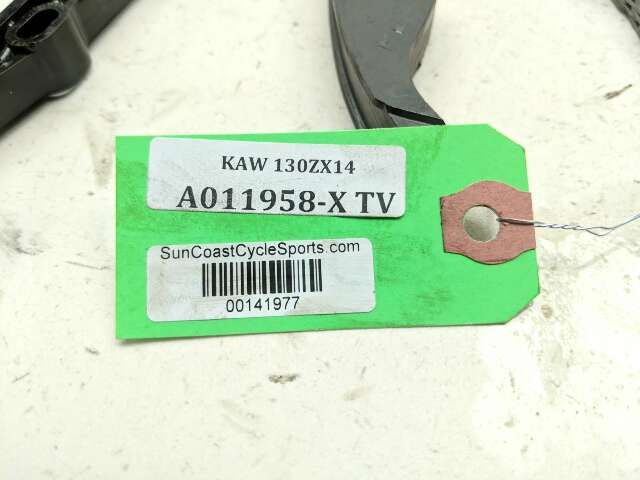 KAW 130ZX14
A011958-X TV
SunCoastCycleSports.com
00141977